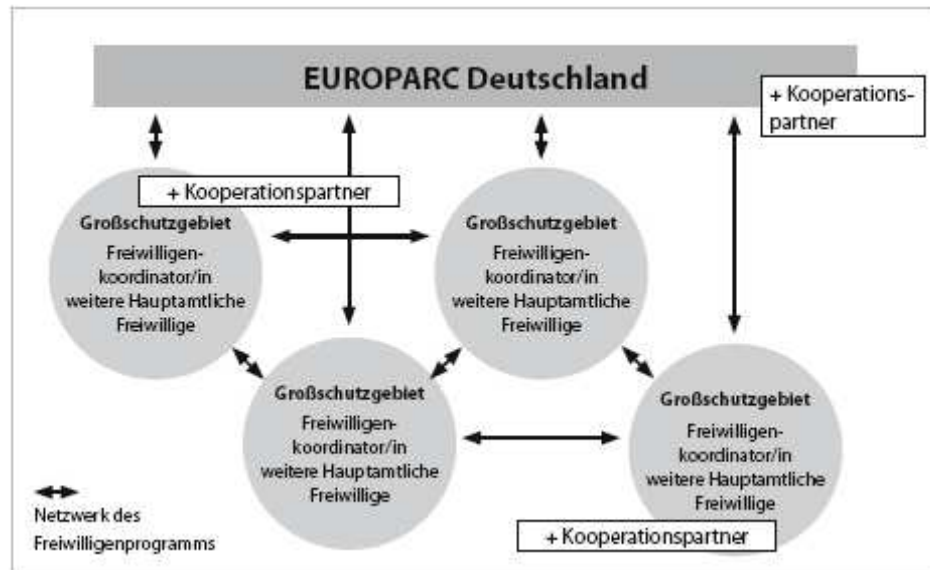 EUROPARC Deutschland
+ Kooperations-
partner
+ Kooperationspartner
Großschutzgebiet
Freiwilligen-
koordinator/in
weitere Hauptamtliche
Freiwillige
Großschutzgebiet
Freiwilligen-
koordinator/in
weitere Hauptamtliche
Freiwillige
Großschutzgebiet
Freiwilligen-
koordinator/in
weitere Hauptamtliche
Freiwillige
Großschutzgebiet
Freiwilligen-
koordinator/in
weitere Hauptamtliche
Freiwillige
+ Kooperationspartner
Netzwerk des
Freiwilligenprogramms